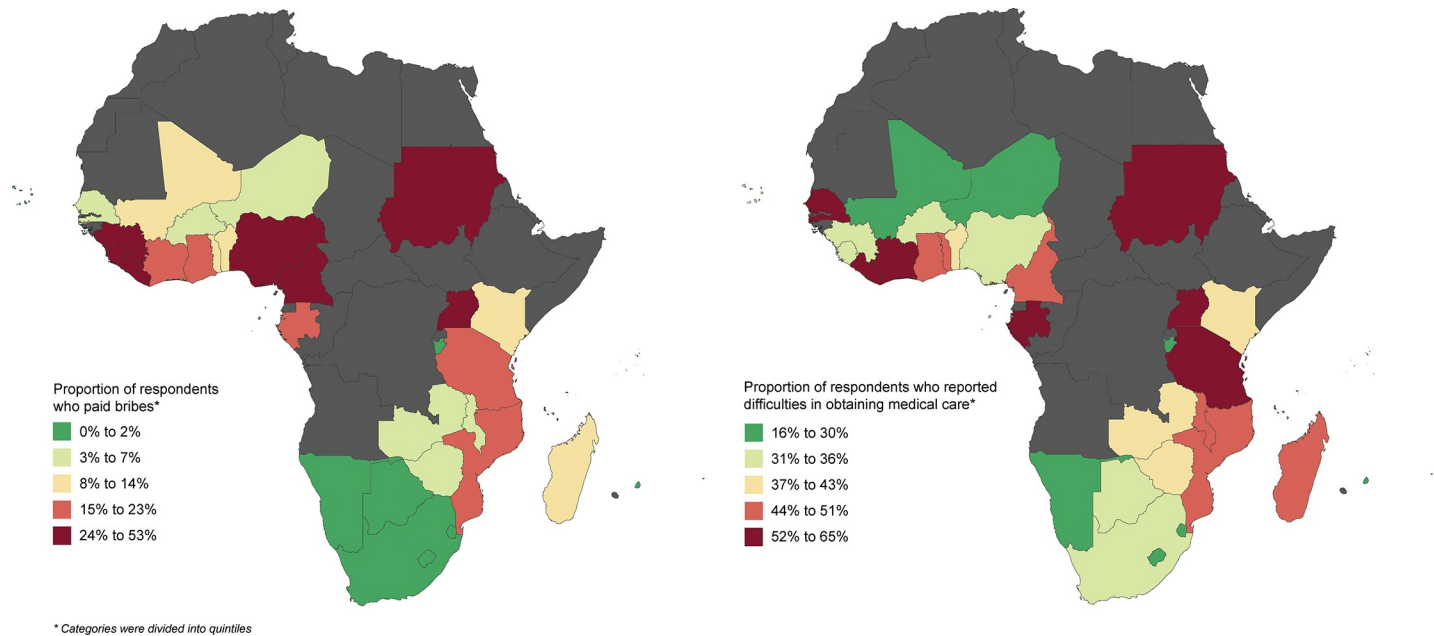 Proportion of respondents
who paid bribes*
0% to 2%
3% to 7%
8% to 14%
15% to 23%
24% to 53%
* Categories were divided into quintiles
Proportion of respondents who reported
difficulties in obtaining medical care*
16% to 30%
31% to 36%
37% to 43%
44% to 51%
52% to 65%